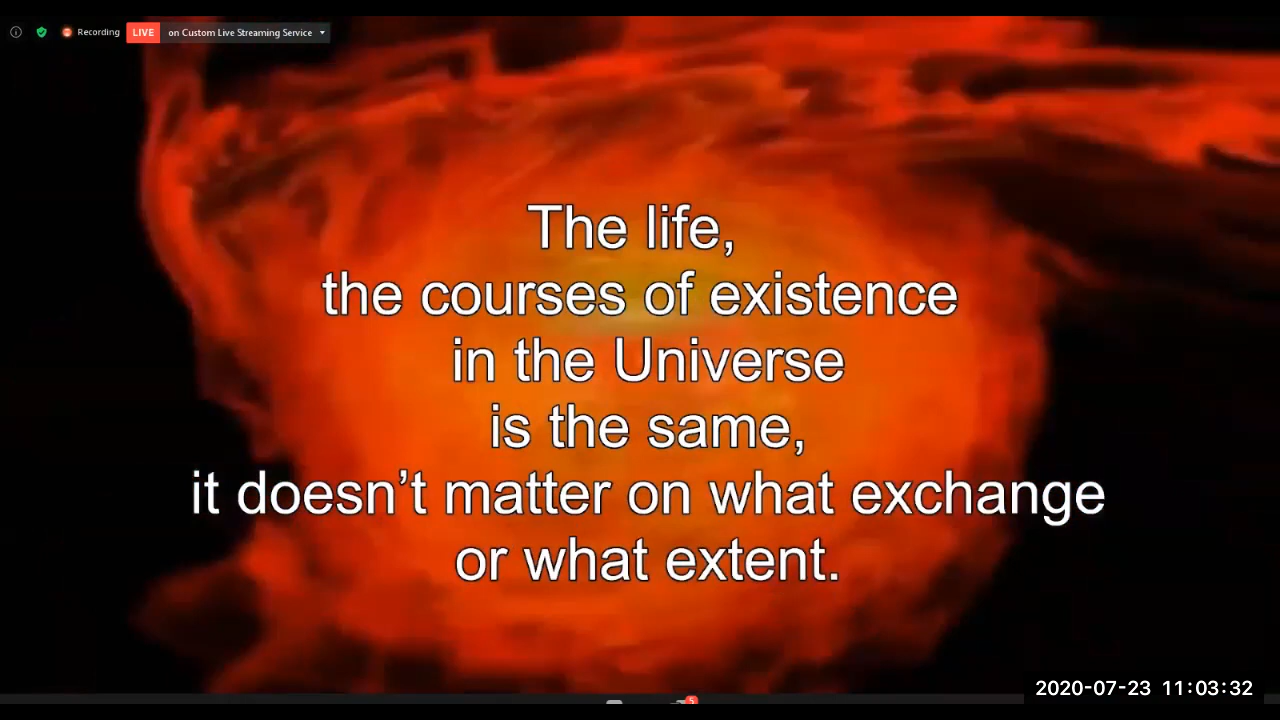 Recording LIVE on Custom Live Streaming Service
The life,
the courses of existence
in the Universe
is the same,
it doesn’t matter on what exchange
or what extent.
5
2020-07-23 11:03:32